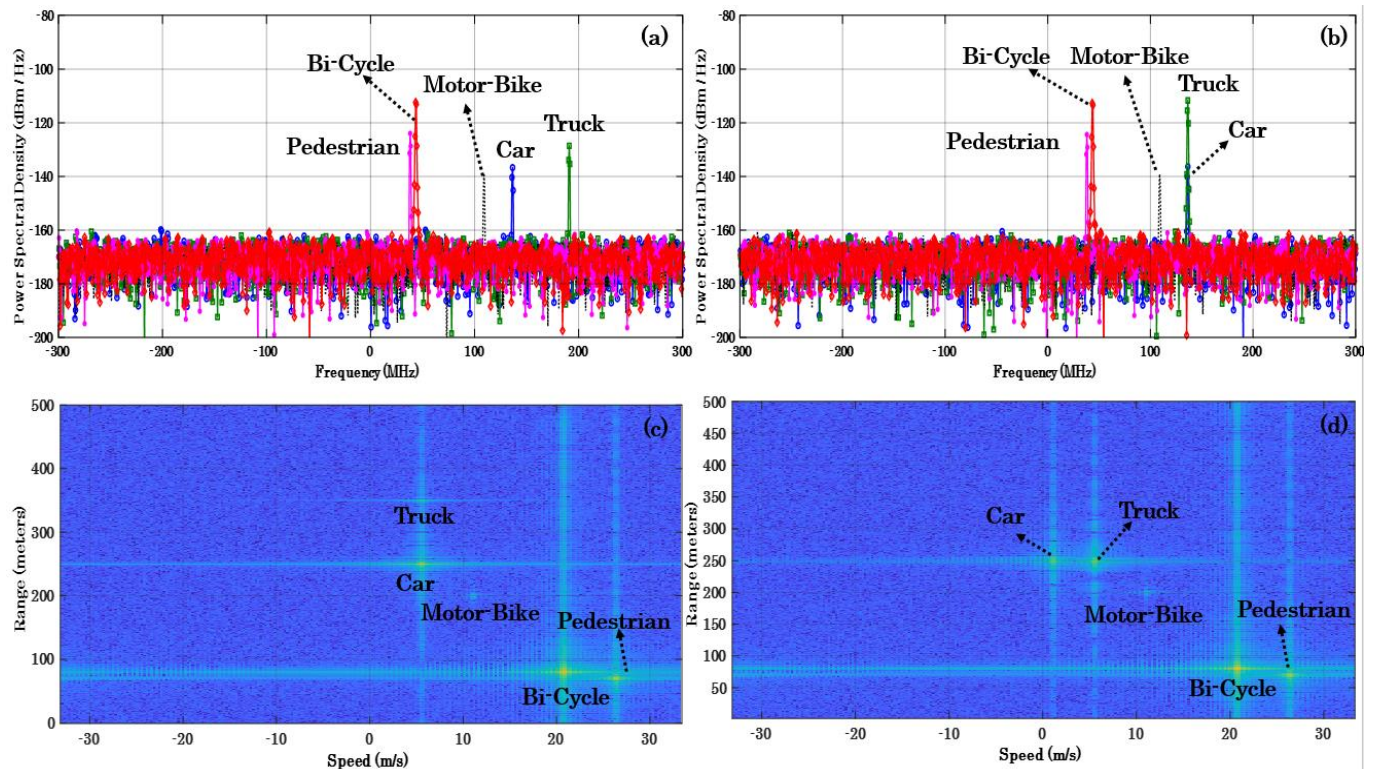 -80
-100
-120
-140
-160
-180
-200
Power Spectral Density (dBm / Hz)
(a)
Bi-Cycle
Motor-Bike
Pedestrian
Car
Truck
-300
-200
-100
0
100
200
300
Frequency (MHz)
-80
-100
-120
-140
-160
-180
-200
Power Spectral Density (dBm / Hz)
(b)
Motor-Bike
Bi-Cycle
Truck
Pedestrian
Car
-300
-200
-100
0
100
200
300
Frequency (MHz)
500
400
300
200
100
0
Range (meters)
(c)
Truck
Car
Motor-Bike
Pedestrian
Bi-Cycle
-30
-20
-10
0
10
20
30
Speed (m/s)
500
450
400
350
300
250
200
150
100
50
Range (meters)
(d)
Car
Truck
Motor-Bike
Pedestrian
Bi-Cycle
-30
-20
-10
0
10
20
30
Speed (m/s)